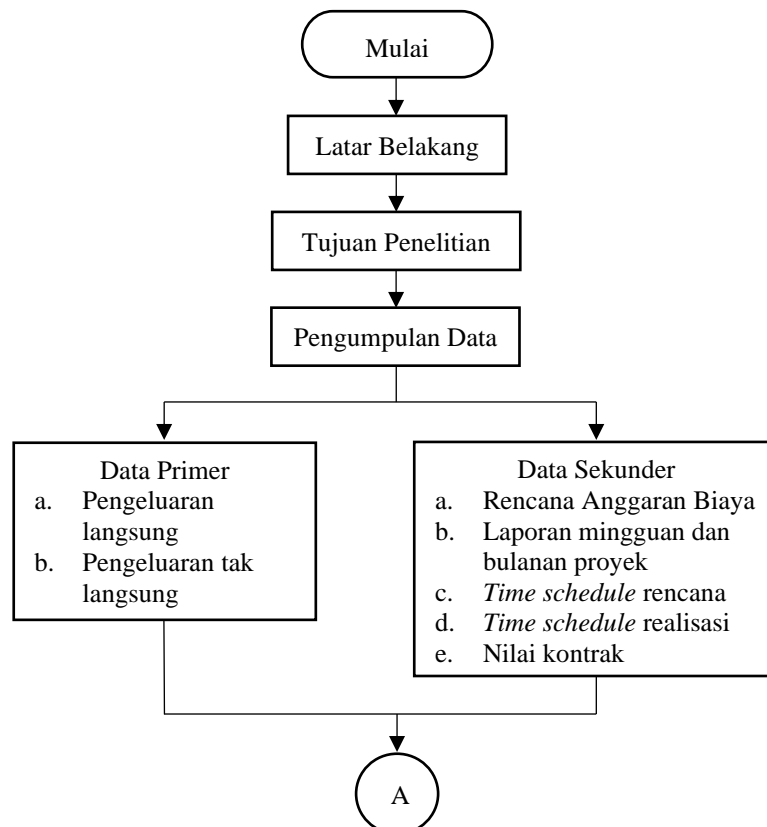 Mulai
Latar Belakang
Tujuan Penelitian
Pengumpulan Data
Data Primer
a. Pengeluaran
langsung
b. Pengeluaran tak
langsung
Data Sekunder
a. Rencana Anggaran Biaya
b. Laporan mingguan dan
bulanan proyek
c. Time schedule rencana
d. Time schedule realisasi
e. Nilai kontrak
A